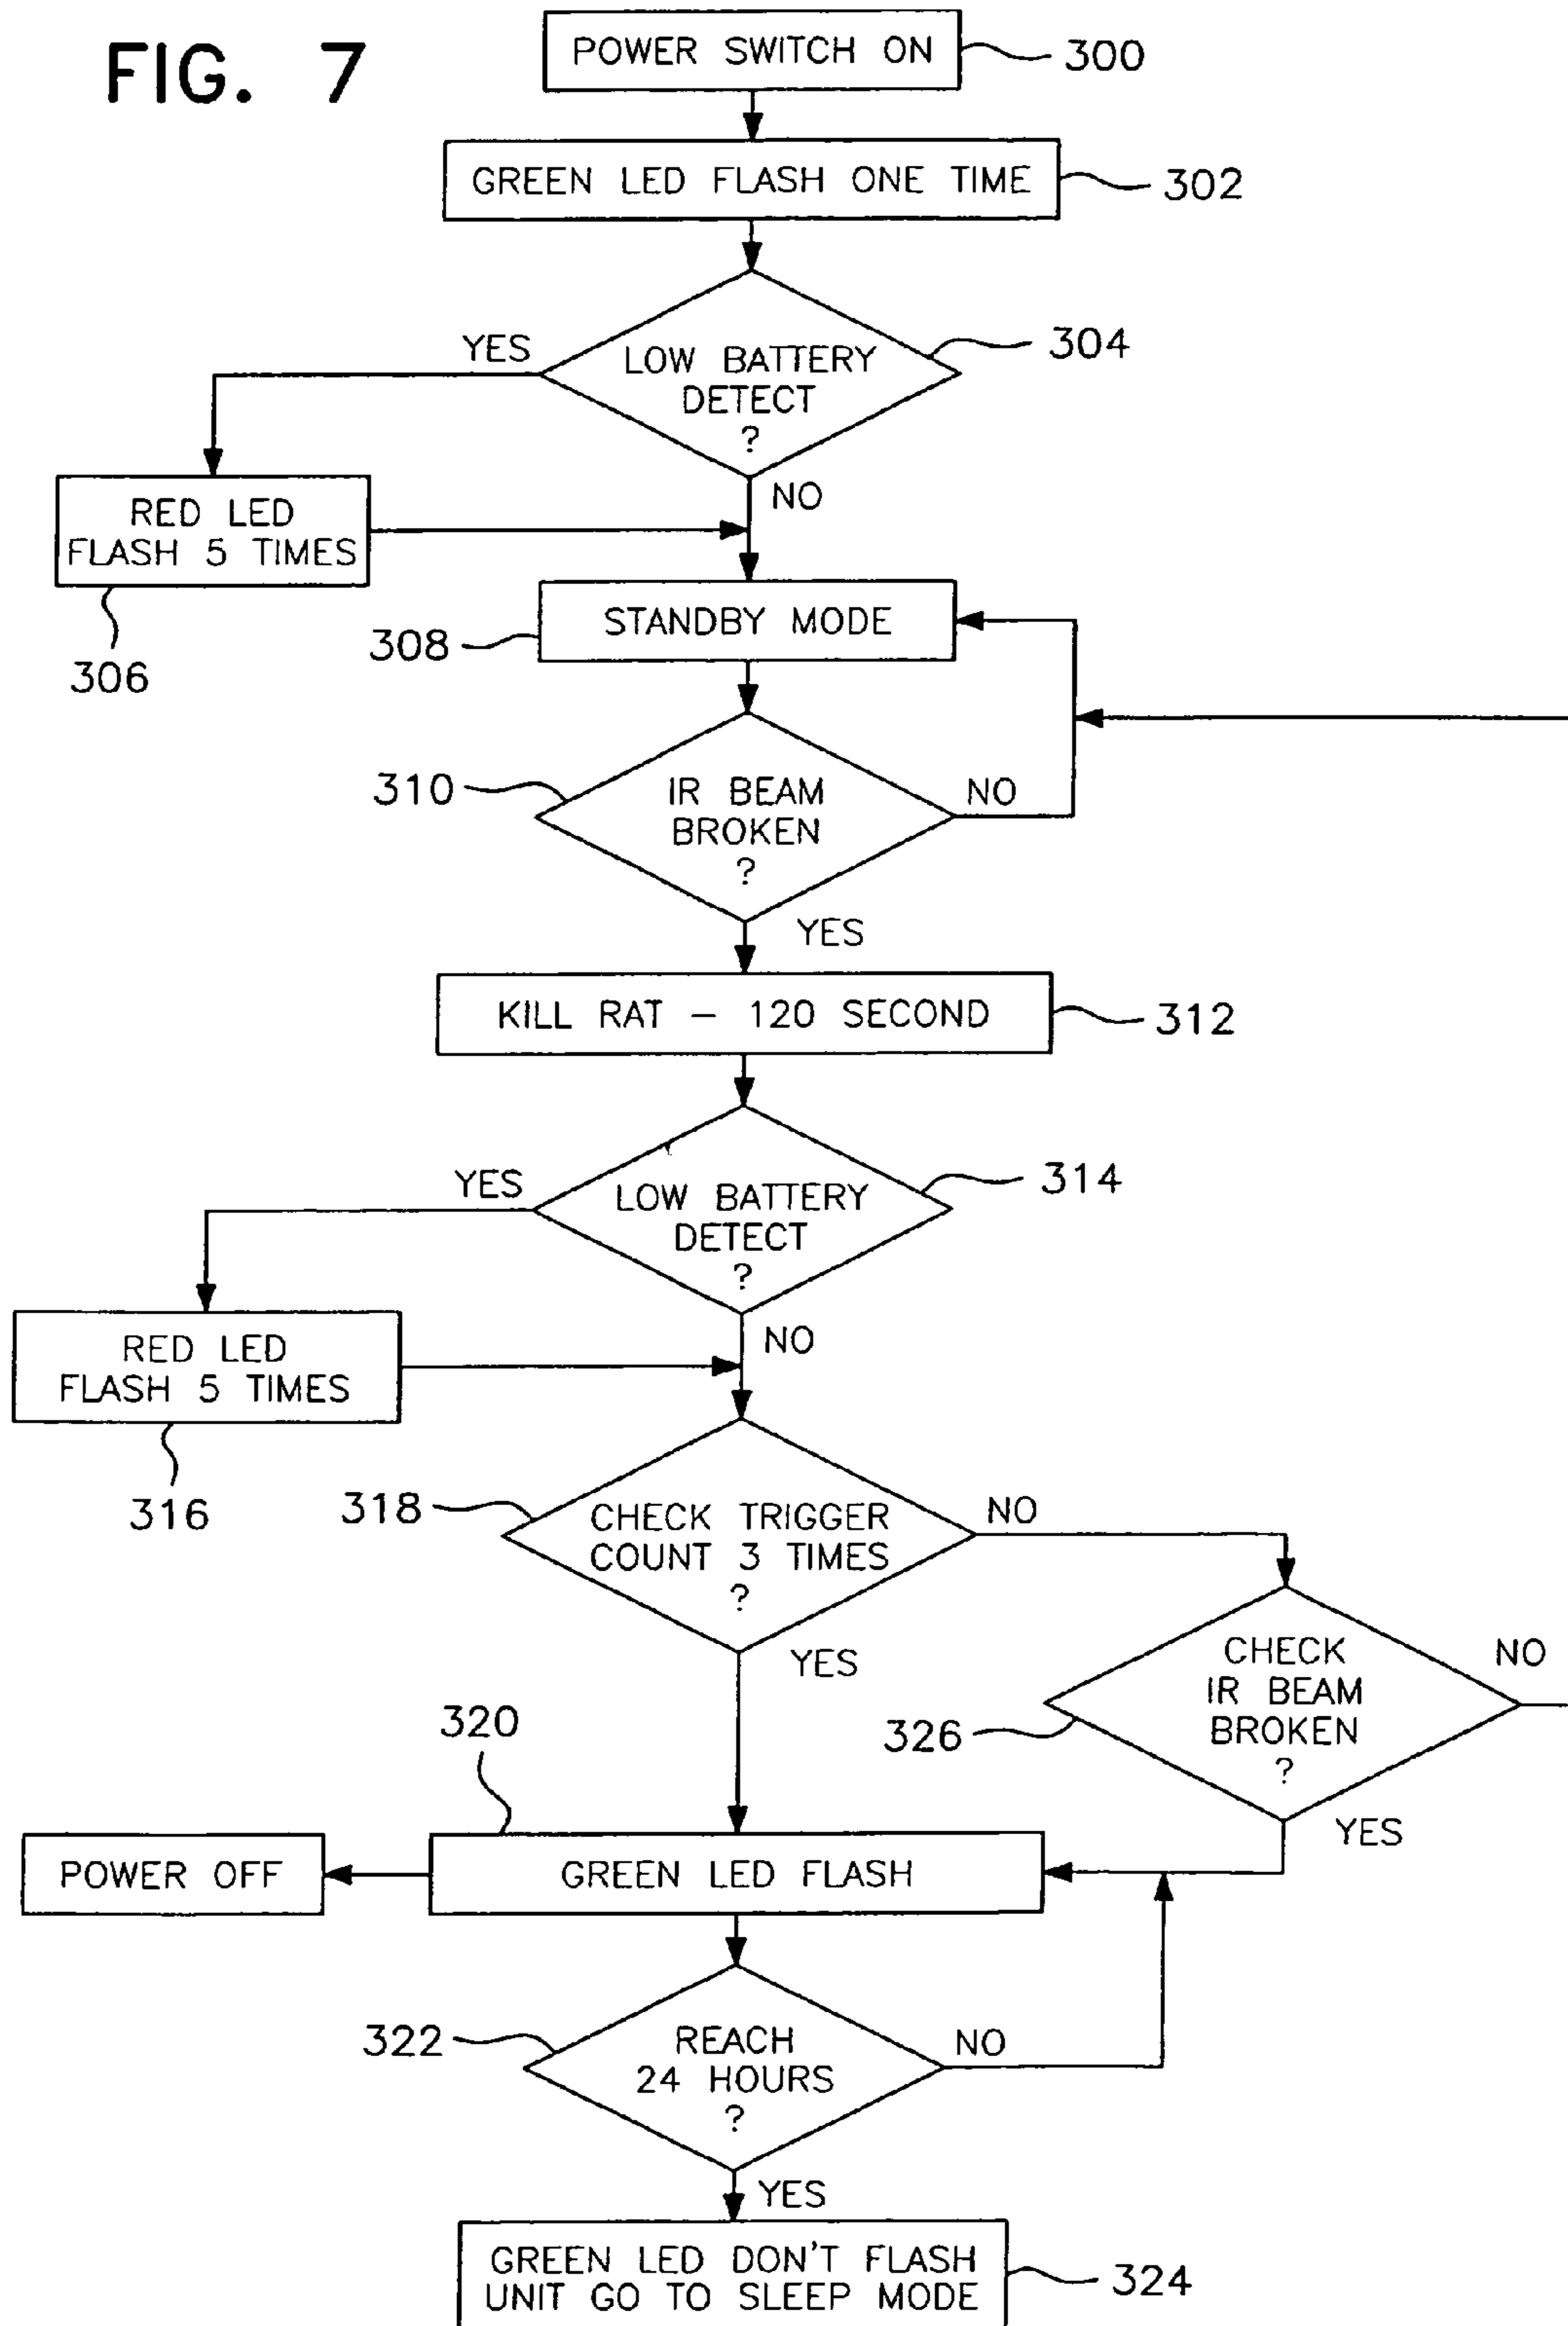 FIG. 7
POWER SWITCH ON
300
GREEN LED FLASH ONE TIME
302
YES
LOW BATTERY
DETECT
?
304
NO
RED LED
FLASH 5 TIMES
306
STANDBY MODE
308
310
IR BEAM
BROKEN
?
NO
YES
KILL RAT – 120 SECOND
312
YES
LOW BATTERY
DETECT
?
314
NO
RED LED
FLASH 5 TIMES
316
318
CHECK TRIGGER
COUNT 3 TIMES
?
NO
YES
CHECK
IR BEAM
BROKEN
?
NO
326
YES
320
POWER OFF
GREEN LED FLASH
322
REACH
24 HOURS
?
NO
YES
GREEN LED DON'T FLASH
UNIT GO TO SLEEP MODE
324